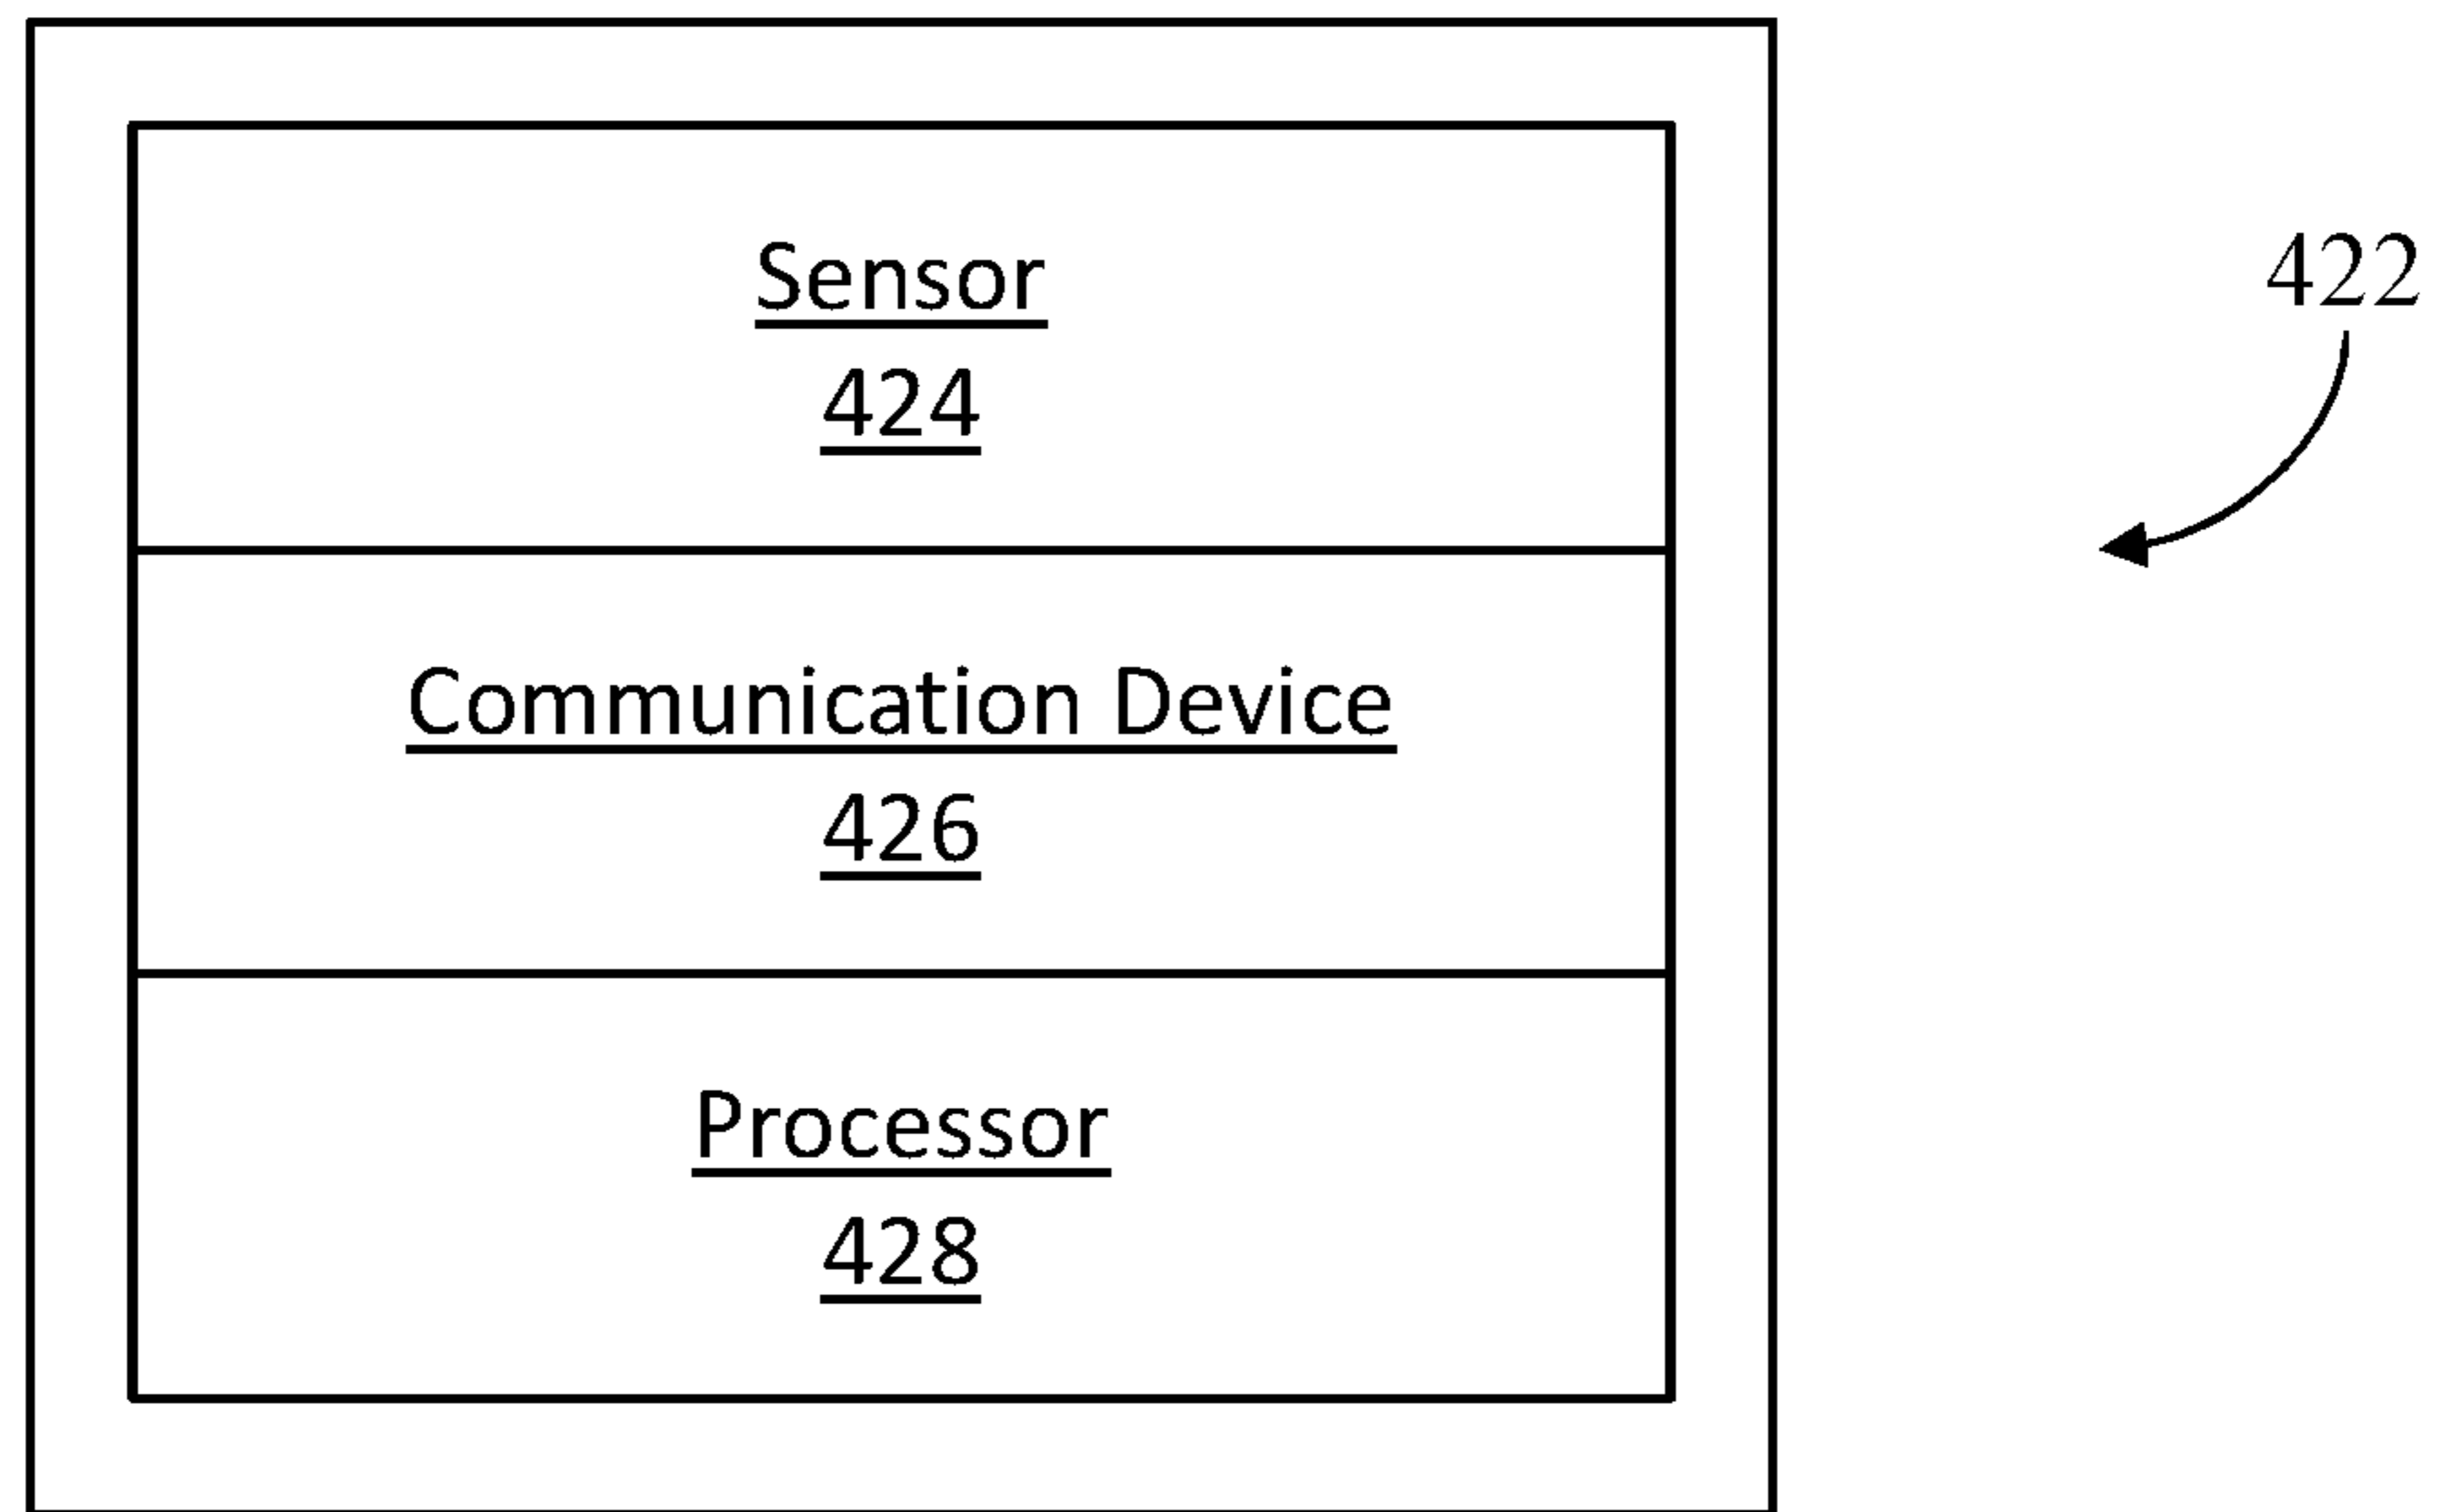 Sensor
424
422
Communication Device
426
Processor
428